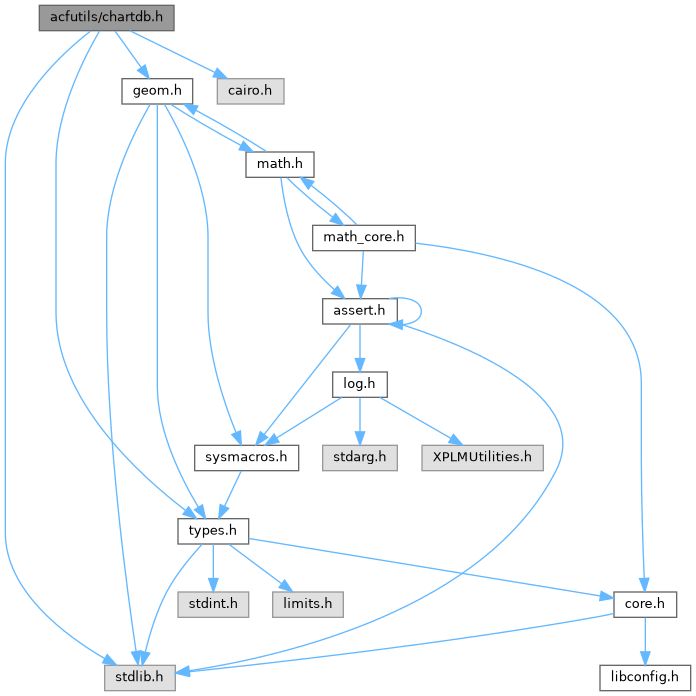 acfutils/chartdb.h
geom.h
cairo.h
math.h
math_core.h
assert.h
log.h
sysmacros.h
stdarg.h
XPLMUtilities.h
types.h
stdint.h
limits.h
core.h
stdlib.h
libconfig.h